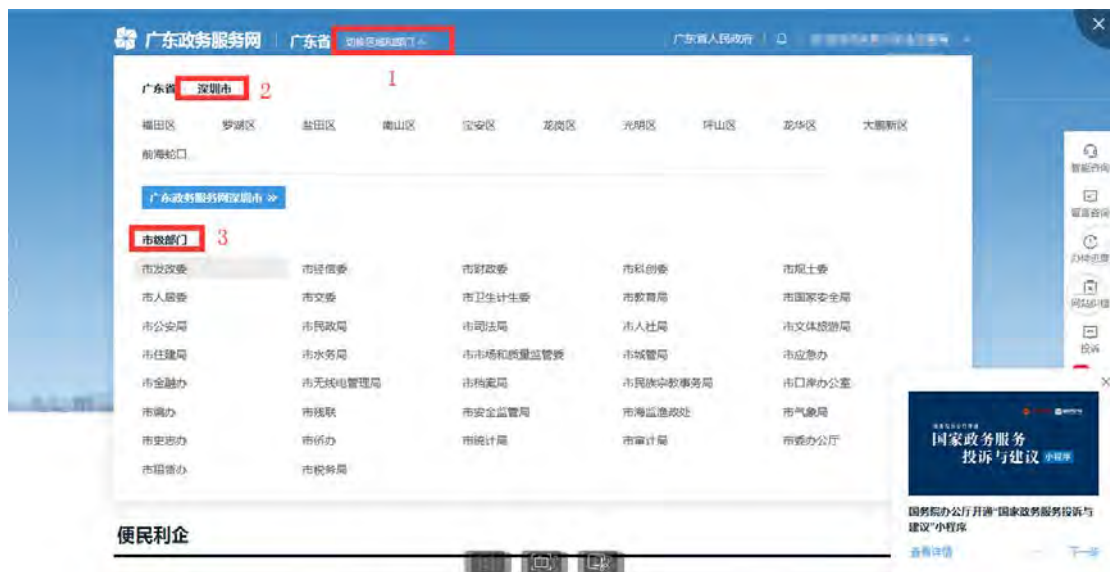 广东政务服务网 广东省 切换区域和部门 广东省人民政府
1
广东省 深圳市 2
福田区 罗湖区 盐田区 南山区 宝安区 龙岗区 光明区 坪山区 龙华区 大鹏新区
前海蛇口
广东政务服务网深圳市 »
市级部门 3
市发改委 市经信委 市财政委 市科创委 市规土委
市人居委 市交委 市卫生计生委 市教育局 市国家安全局
市公安局 市民政局 市司法局 市人社局 市文体旅游局
市住建局 市水务局 市市场和质量监管委 市城管局 市应急办
市金融办 市无线电管理局 市档案局 市民族宗教事务局 市口岸办公室
市编办 市残联 市安全监管局 市海监渔政处 市气象局
市史志办 市侨办 市统计局 市审计局 市委办公厅
市租赁办 市税务局
便民利企
智能咨询
留言咨询
办件进度
网站纠错
投诉
国家政务服务
投诉与建议 小程序
国务院办公厅开通“国家政务服务投诉与
建议”小程序
查看详情 下一条